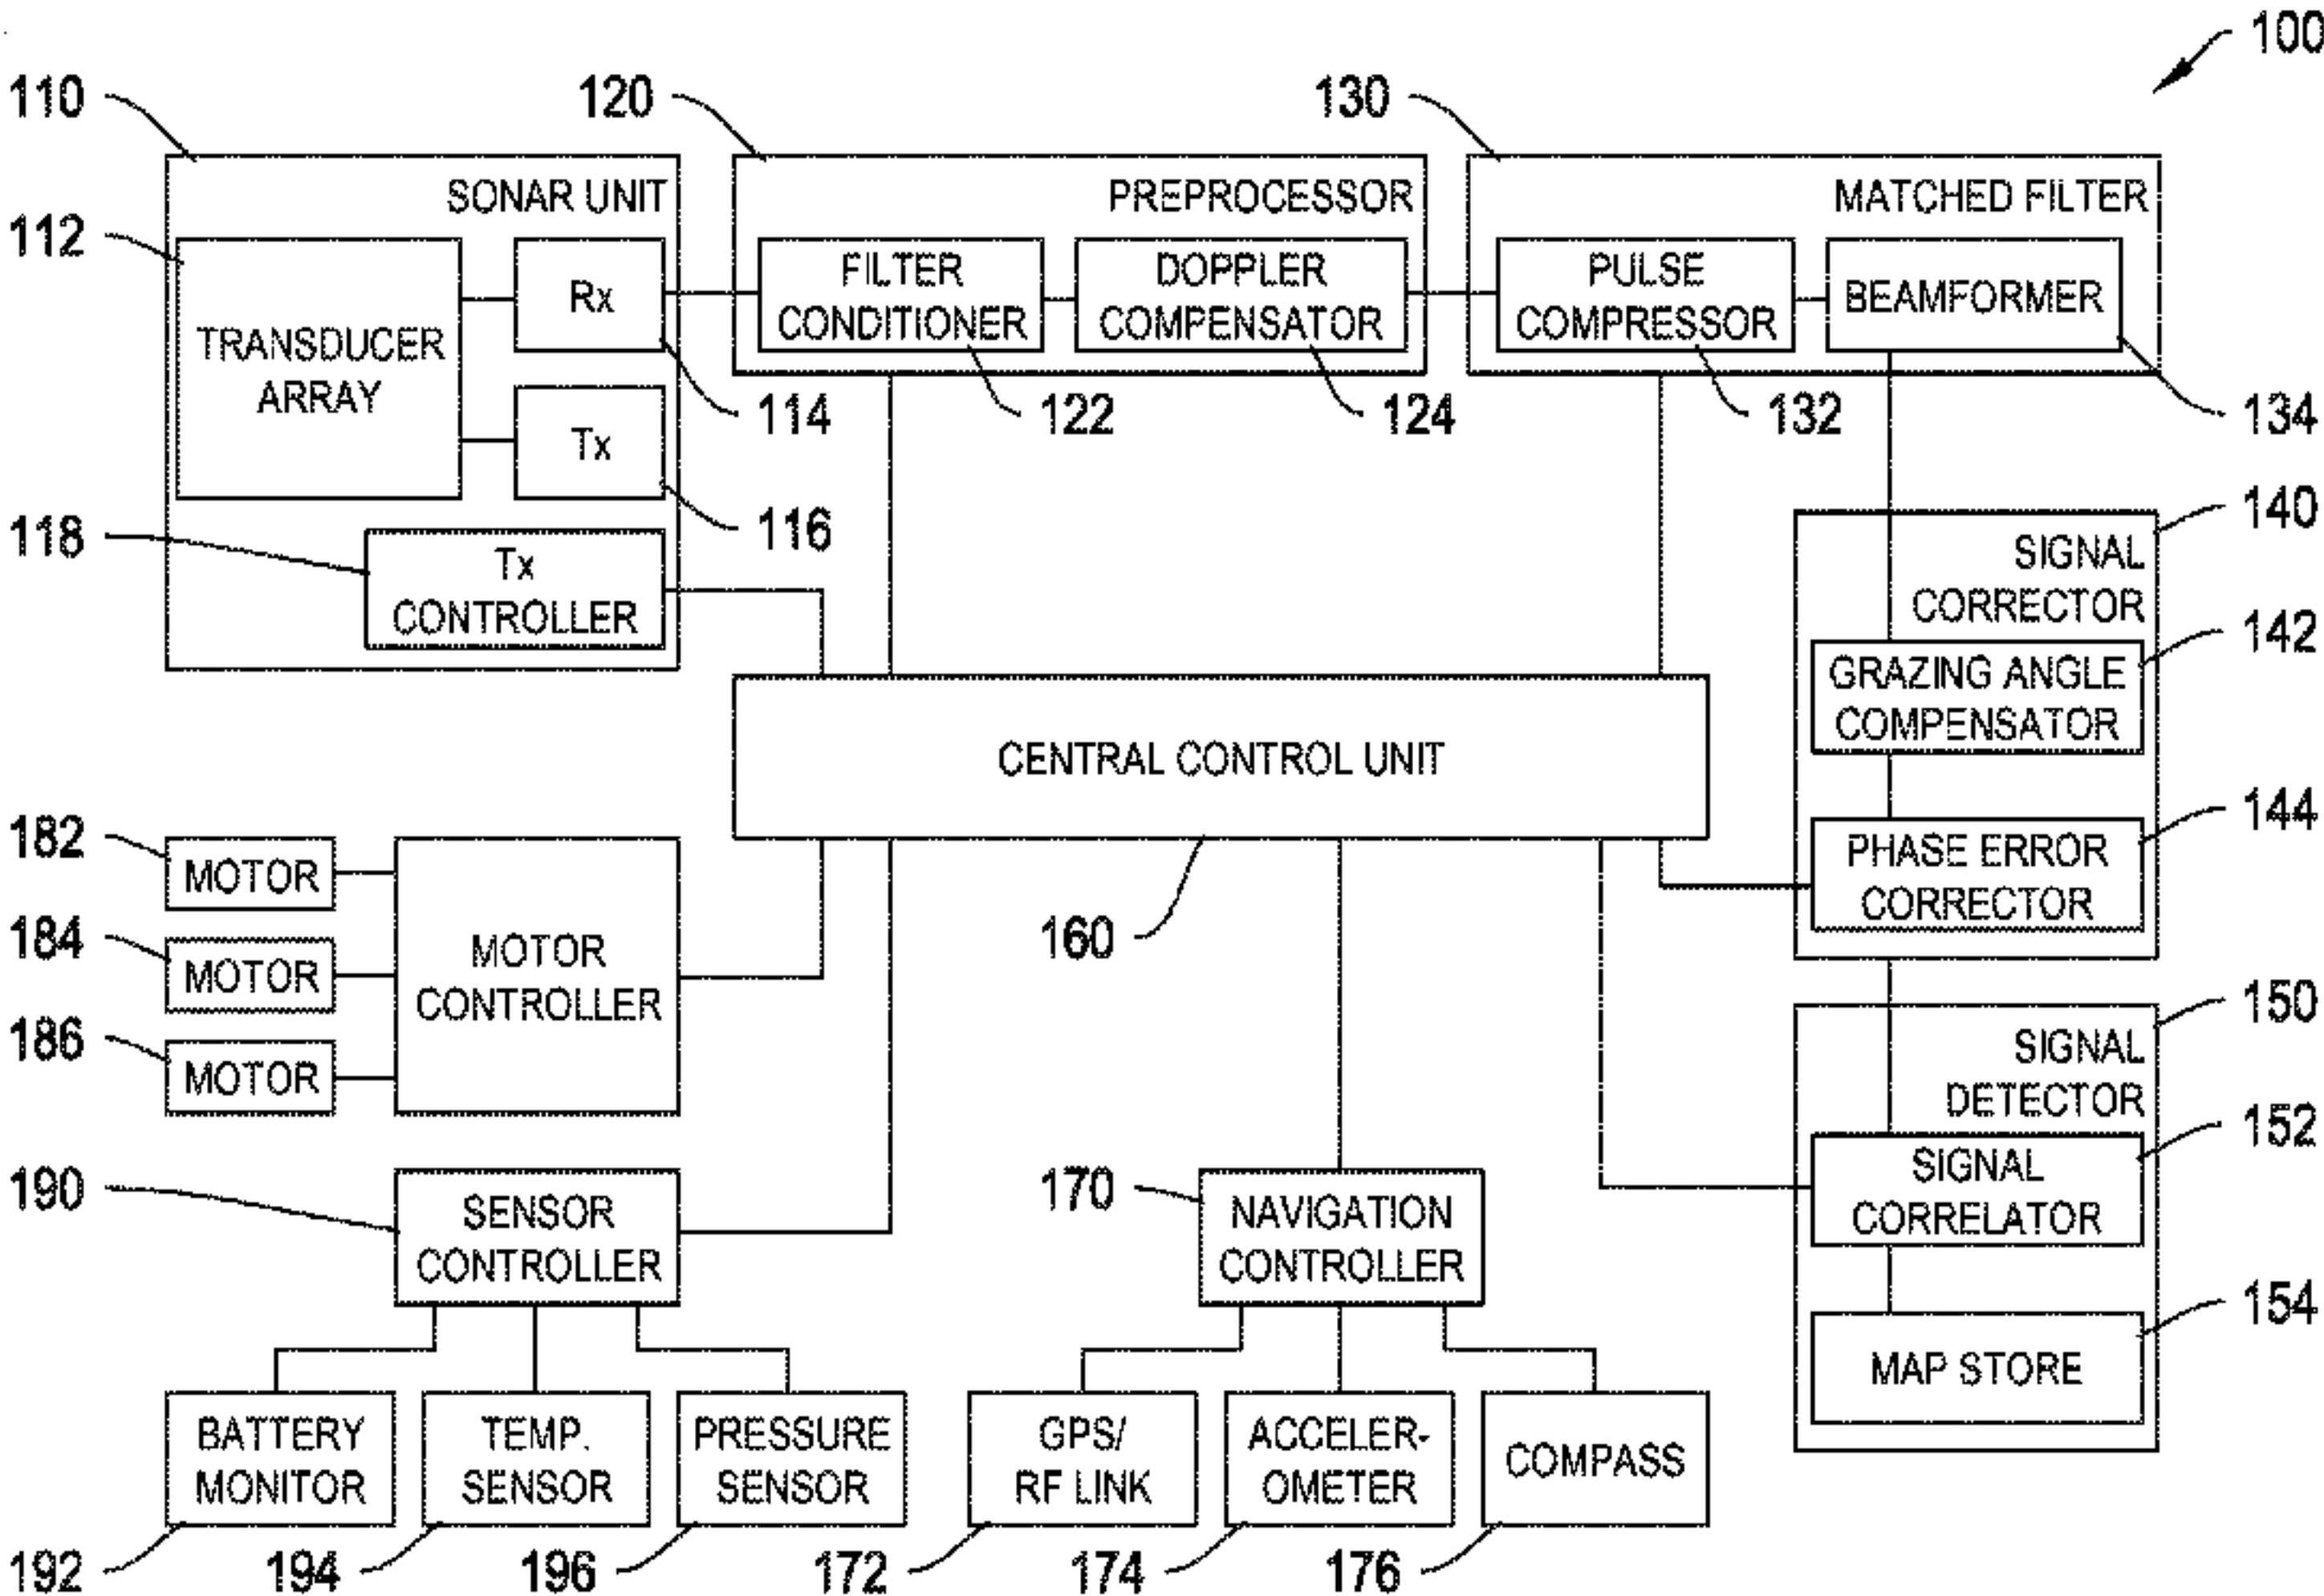 100
110
120
130
SONAR UNIT
PREPROCESSOR
MATCHED FILTER
112
TRANSDUCER
ARRAY
Rx
FILTER
CONDITIONER
DOPPLER
COMPENSATOR
PULSE
COMPRESSOR
BEAMFORMER
Tx
114
122
124
132
134
116
118
Tx
CONTROLLER
140
SIGNAL
CORRECTOR
142
GRAZING ANGLE
COMPENSATOR
CENTRAL CONTROL UNIT
144
PHASE ERROR
CORRECTOR
160
182
MOTOR
184
MOTOR
186
MOTOR
MOTOR
CONTROLLER
150
SIGNAL
DETECTOR
152
SIGNAL
CORRELATOR
154
MAP STORE
190
SENSOR
CONTROLLER
170
NAVIGATION
CONTROLLER
BATTERY
MONITOR
TEMP.
SENSOR
PRESSURE
SENSOR
GPS/
RF LINK
ACCELER-
OMETER
COMPASS
192
194
196
172
174
176